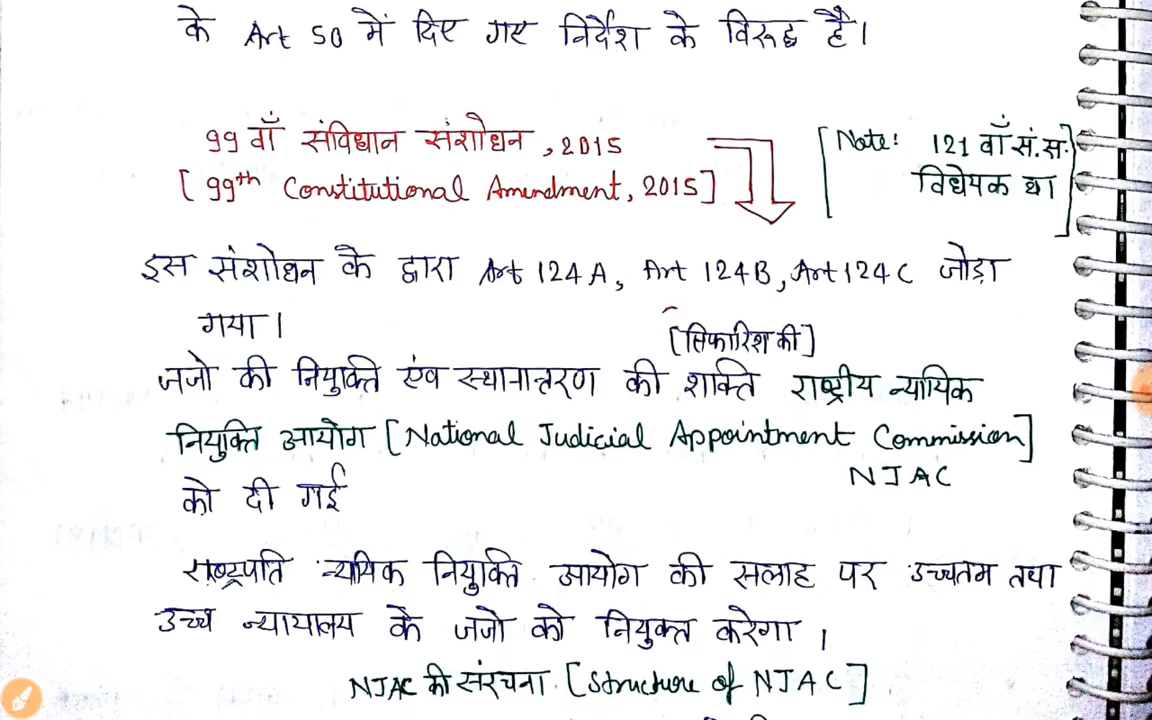 के Art 50 में दिए गए निर्देश के विरूद्ध है।
99 वाँ संविधान संशोधन, 2015
[ 99th Constitutional Amendment, 2015 ]
[ Note: 121 वाँ सं. स. विधेयक था ]
इस संशोधन के द्वारा Art 124A, Art 124B, Art 124C जोड़ा
गया।
[सिफारिश की]
जजो की नियुक्ति एंव स्थानान्तरण की शक्ति राष्ट्रीय न्यायिक
नियुक्ति आयोग [National Judicial Appointment Commission]
NJAC
को दी गई
राष्ट्रपति न्यायिक नियुक्ति आयोग की सलाह पर उच्चतम तथा
उच्च न्यायालय के जजो को नियुक्त करेगा।
NJAC की संरचना [Structure of NJAC]